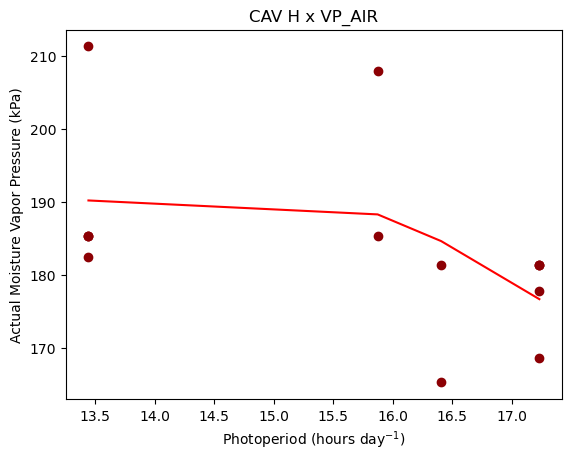 CAV H x VP_AIR
Actual Moisture Vapor Pressure (kPa)
210
200
190
180
170
13.5 14.0 14.5 15.0 15.5 16.0 16.5 17.0
Photoperiod (hours day⁻¹)